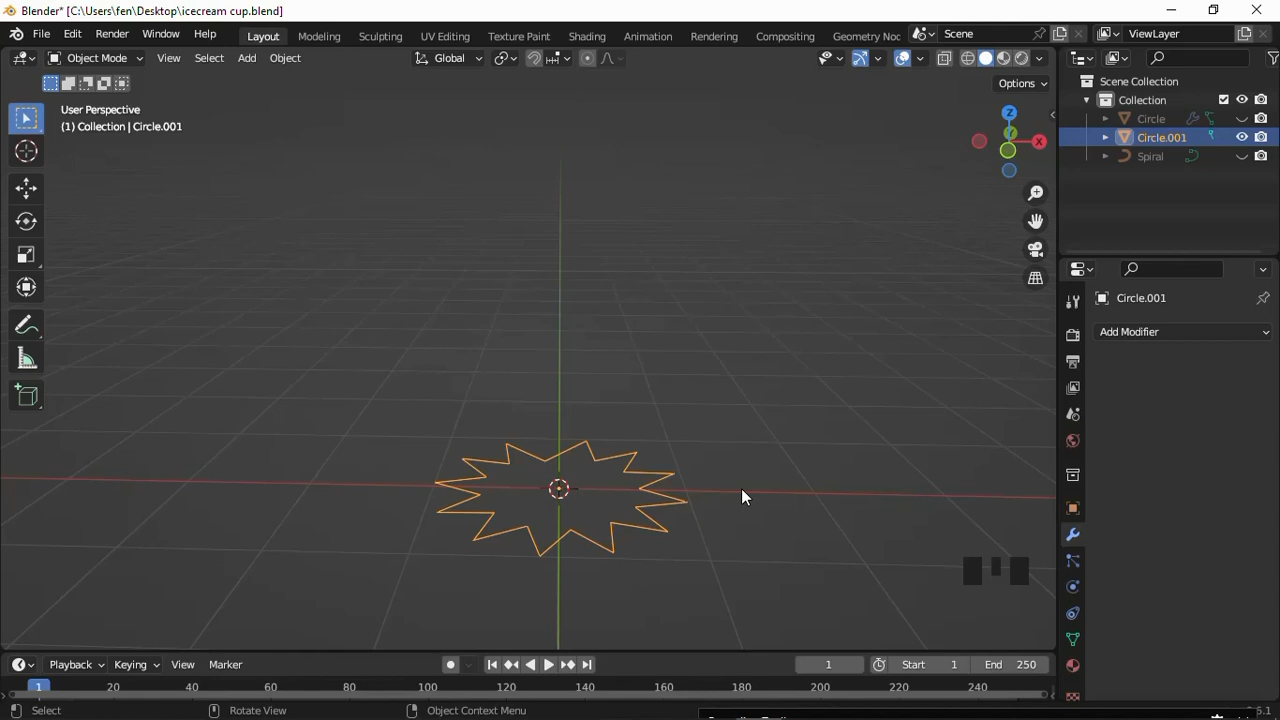 Blender* [C:\Users\fen\Desktop\icecream cup.blend]
File Edit Render Window Help Layout Modeling Sculpting UV Editing Texture Paint Shading Animation Rendering Compositing Geometry Noc Scene ViewLayer
Object Mode View Select Add Object Global
Options
User Perspective
(1) Collection | Circle.001
Scene Collection
Collection
Circle
Circle.001
Spiral
Z
X
Circle.001
Add Modifier
Playback Keying View Marker 1 Start 1 End 250
1 20 40 60 80 100 120 140 160 180 200 220 240
Select Rotate View Object Context Menu